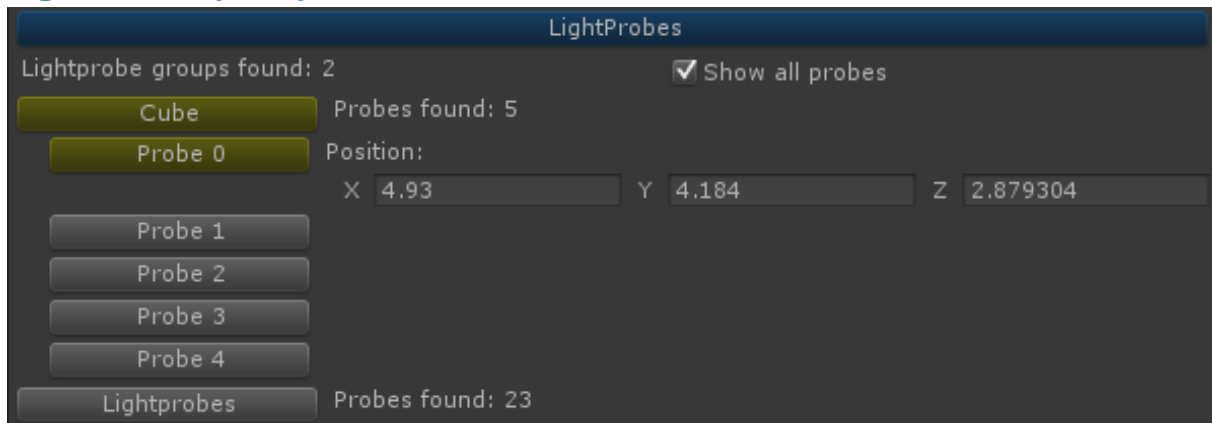 LightProbes
Lightprobe groups found: 2 Show all probes
Cube Probes found: 5
Probe 0 Position:
X 4.93 Y 4.184 Z 2.879304
Probe 1
Probe 2
Probe 3
Probe 4
Lightprobes Probes found: 23